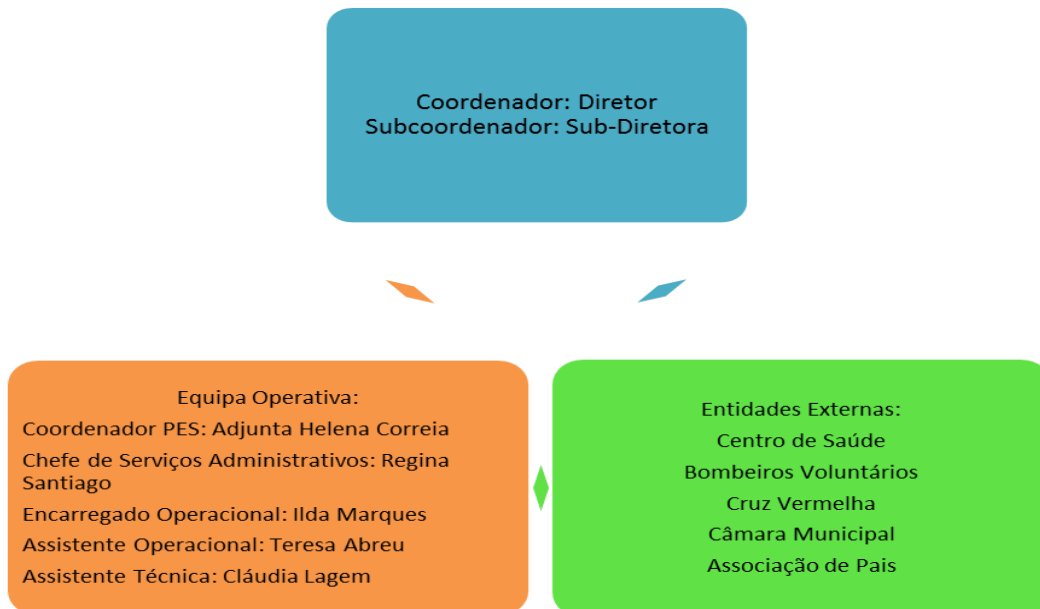 Coordenador: Diretor
Subcoordenador: Sub-Diretora
Equipa Operativa:
Coordenador PES: Adjunta Helena Correia
Chefe de Serviços Administrativos: Regina
Santiago
Encarregado Operacional: Ilda Marques
Assistente Operacional: Teresa Abreu
Assistente Técnica: Cláudia Lagem
Entidades Externas:
Centro de Saúde
Bombeiros Voluntários
Cruz Vermelha
Câmara Municipal
Associação de Pais